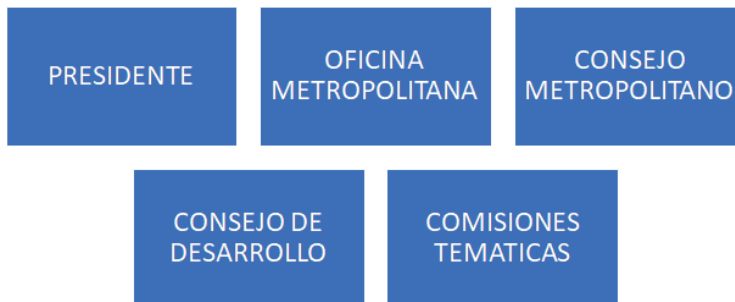 PRESIDENTE
OFICINA
METROPOLITANA
CONSEJO
METROPOLITANO
CONSEJO DE
DESARROLLO
COMISIONES
TEMATICAS